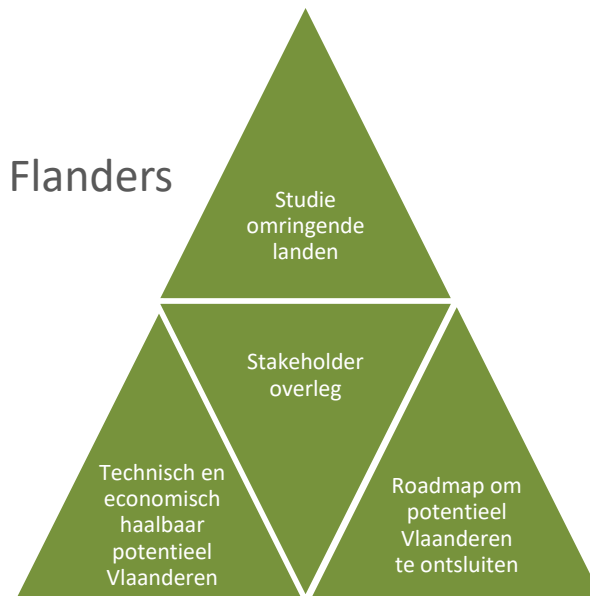 Flanders
Studie
omringende
landen
Stakeholder
overleg
Technisch en
economisch
haalbaar
potentieel
Vlaanderen
Roadmap om
potentieel
Vlaanderen
te ontsluiten